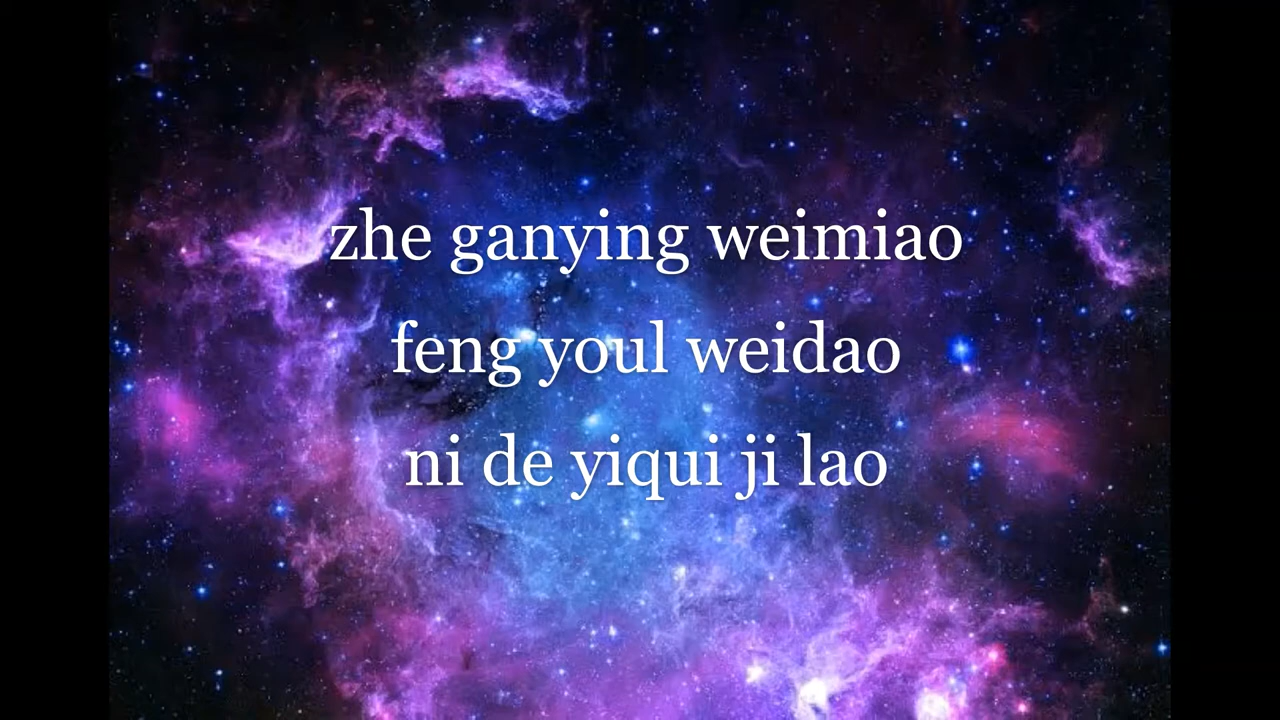 zhe ganying weimiao
feng youl weidao
ni de yiqui ji lao